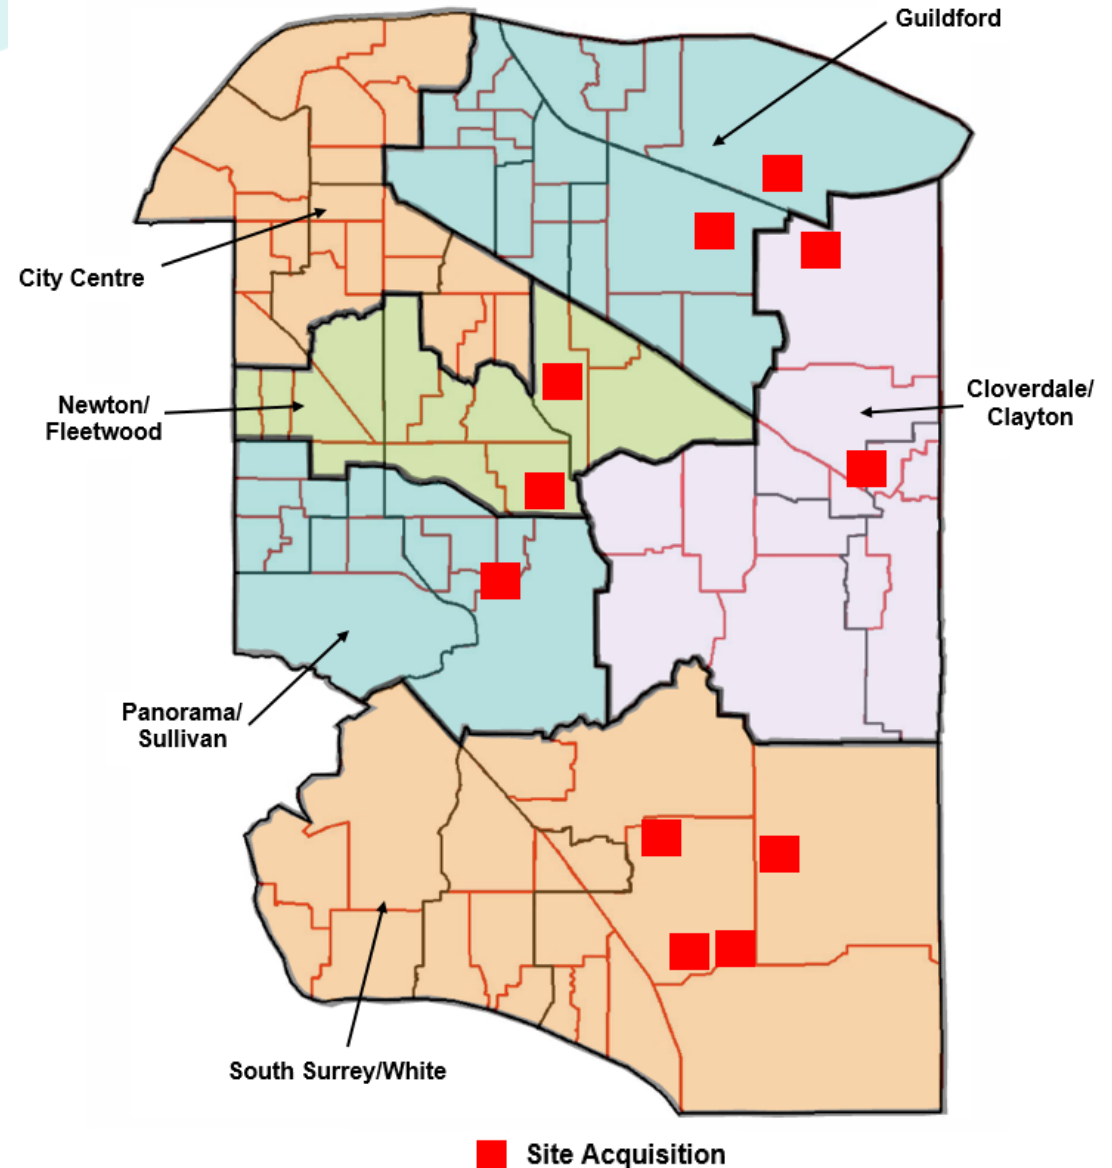 Guildford
City Centre
Newton/
Fleetwood
Cloverdale/
Clayton
Panorama/
Sullivan
South Surrey/White
Site Acquisition